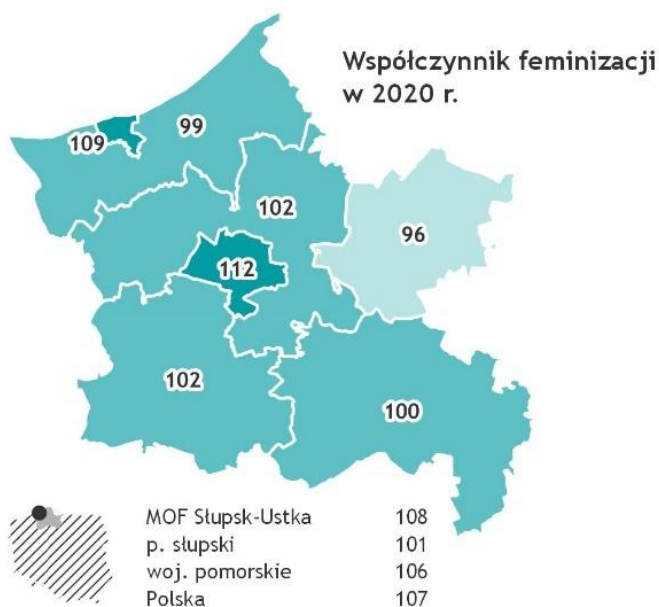 Współczynnik feminizacji
w 2020 r.
109
99
102
96
112
102
100
MOF Słupsk-Ustka 108
p. słupski 101
woj. pomorskie 106
Polska 107